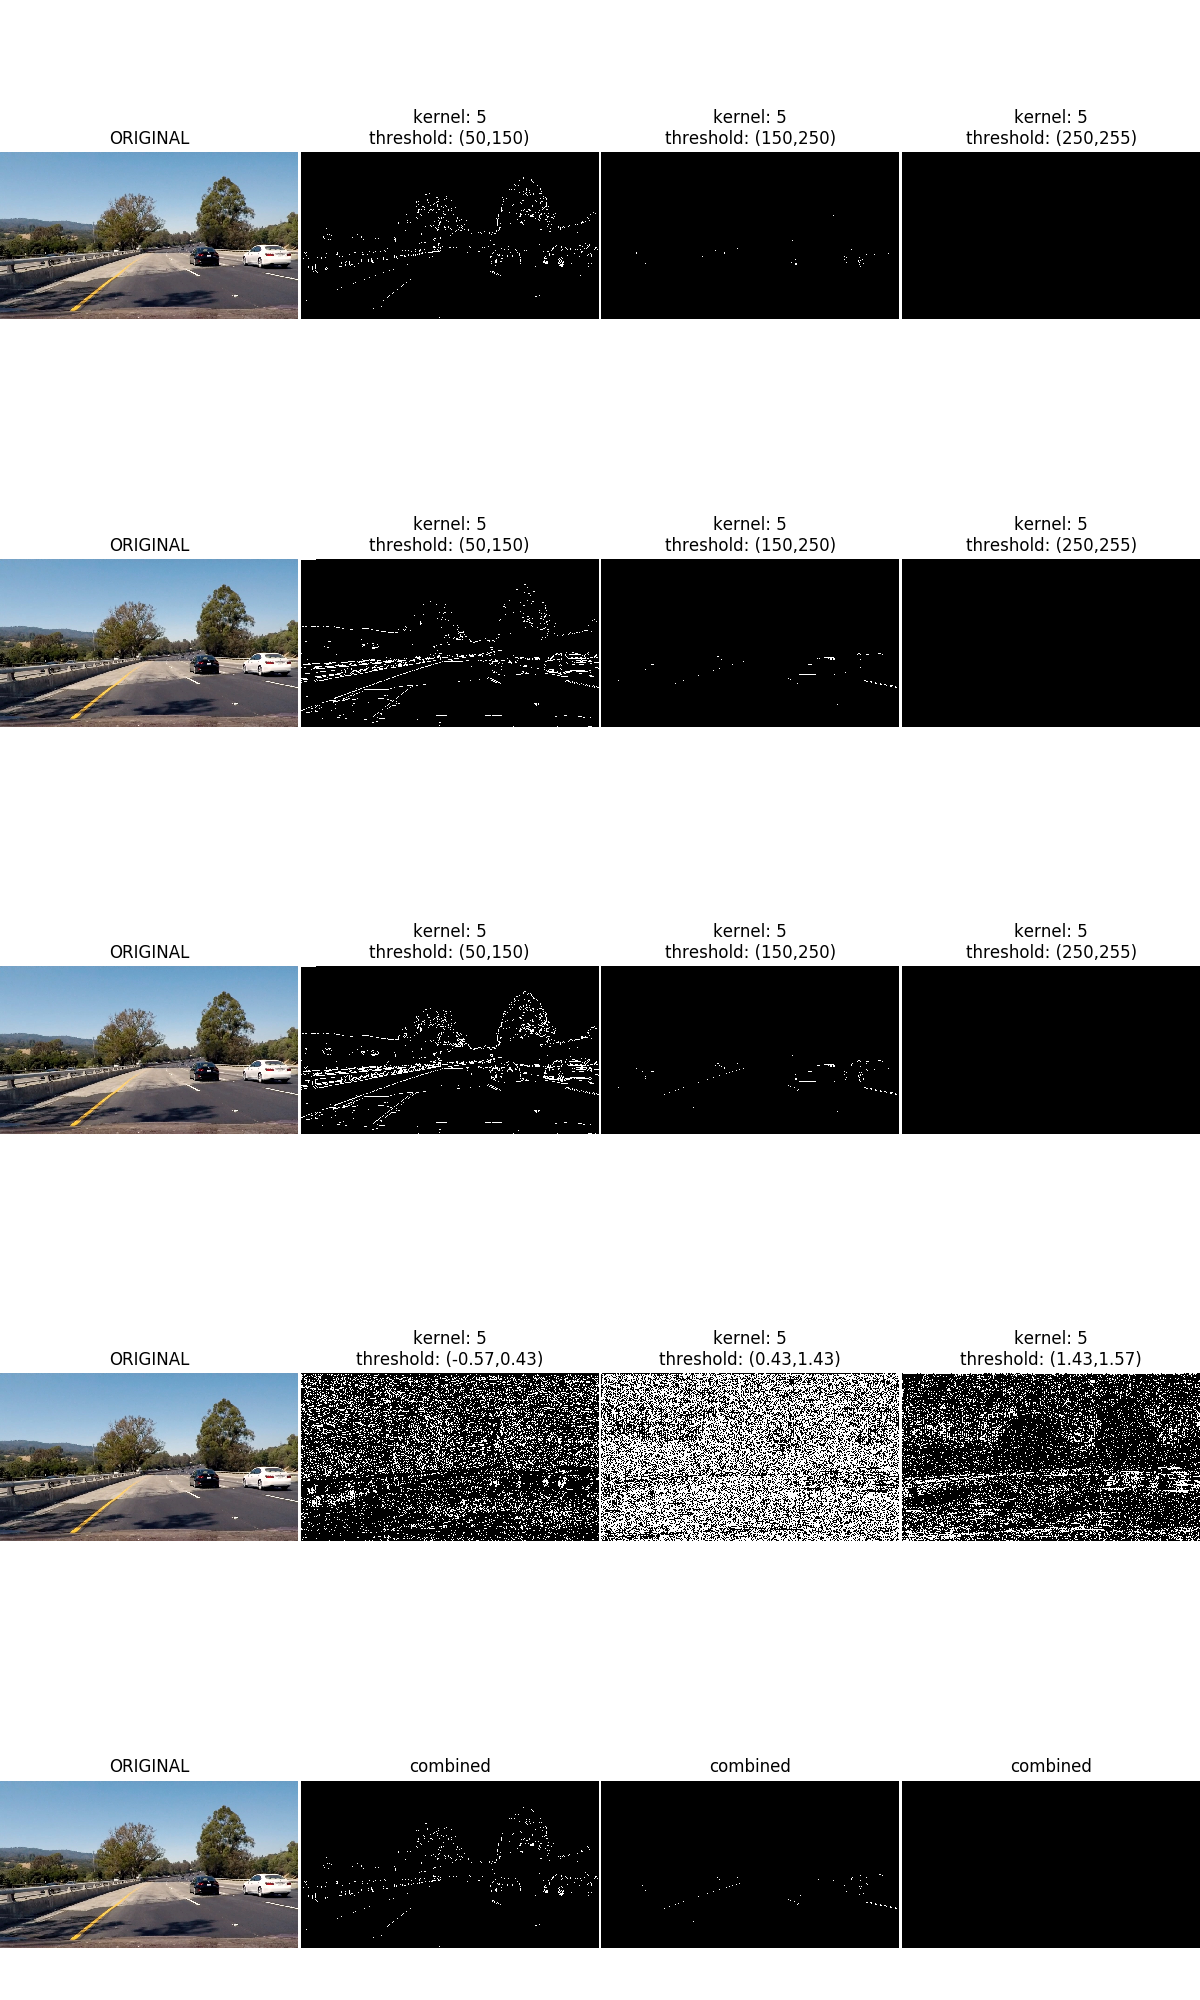 ORIGINAL
kernel: 5
threshold: (50,150)
kernel: 5
threshold: (150,250)
kernel: 5
threshold: (250,255)
ORIGINAL
kernel: 5
threshold: (50,150)
kernel: 5
threshold: (150,250)
kernel: 5
threshold: (250,255)
ORIGINAL
kernel: 5
threshold: (50,150)
kernel: 5
threshold: (150,250)
kernel: 5
threshold: (250,255)
ORIGINAL
kernel: 5
threshold: (-0.57,0.43)
kernel: 5
threshold: (0.43,1.43)
kernel: 5
threshold: (1.43,1.57)
ORIGINAL
combined
combined
combined